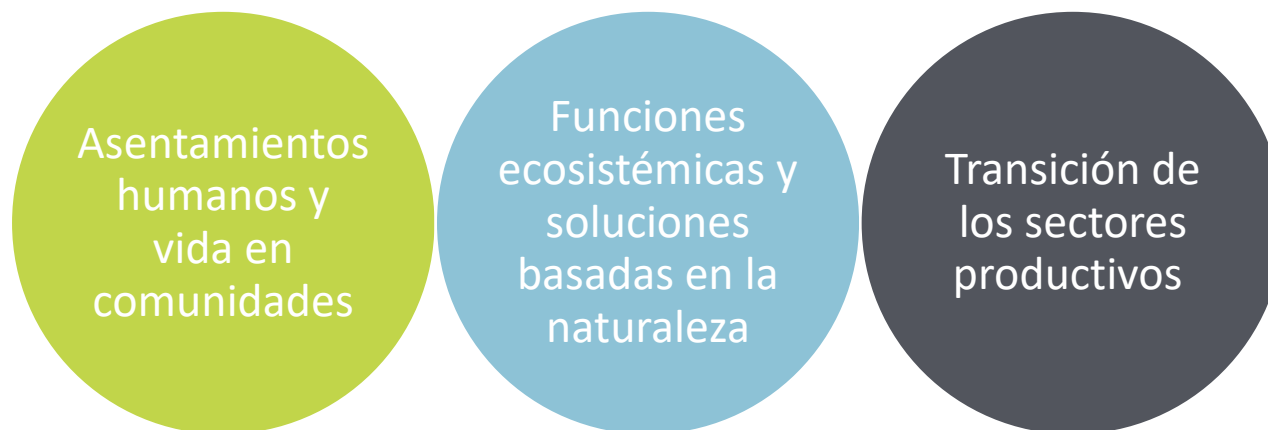 Asentamientos
humanos y
vida en
comunidades
Funciones
ecosistémicas y
soluciones
basadas en la
naturaleza
Transición de
los sectores
productivos